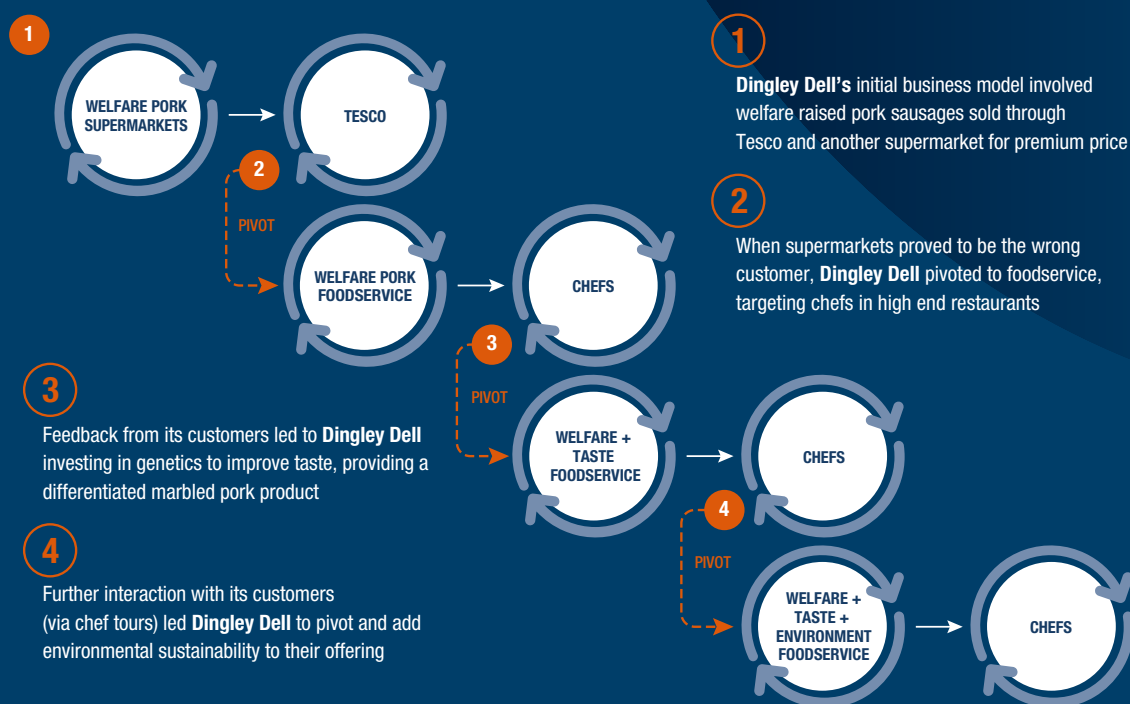 1
WELFARE PORK
SUPERMARKETS
TESCO
2
PIVOT
WELFARE PORK
FOODSERVICE
CHEFS
3
PIVOT
WELFARE +
TASTE
FOODSERVICE
CHEFS
4
PIVOT
WELFARE +
TASTE +
ENVIRONMENT
FOODSERVICE
CHEFS
1
Dingley Dell's initial business model involved
welfare raised pork sausages sold through
Tesco and another supermarket for premium price
2
When supermarkets proved to be the wrong
customer, Dingley Dell pivoted to foodservice,
targeting chefs in high end restaurants
3
Feedback from its customers led to Dingley Dell
investing in genetics to improve taste, providing a
differentiated marbled pork product
4
Further interaction with its customers
(via chef tours) led Dingley Dell to pivot and add
environmental sustainability to their offering